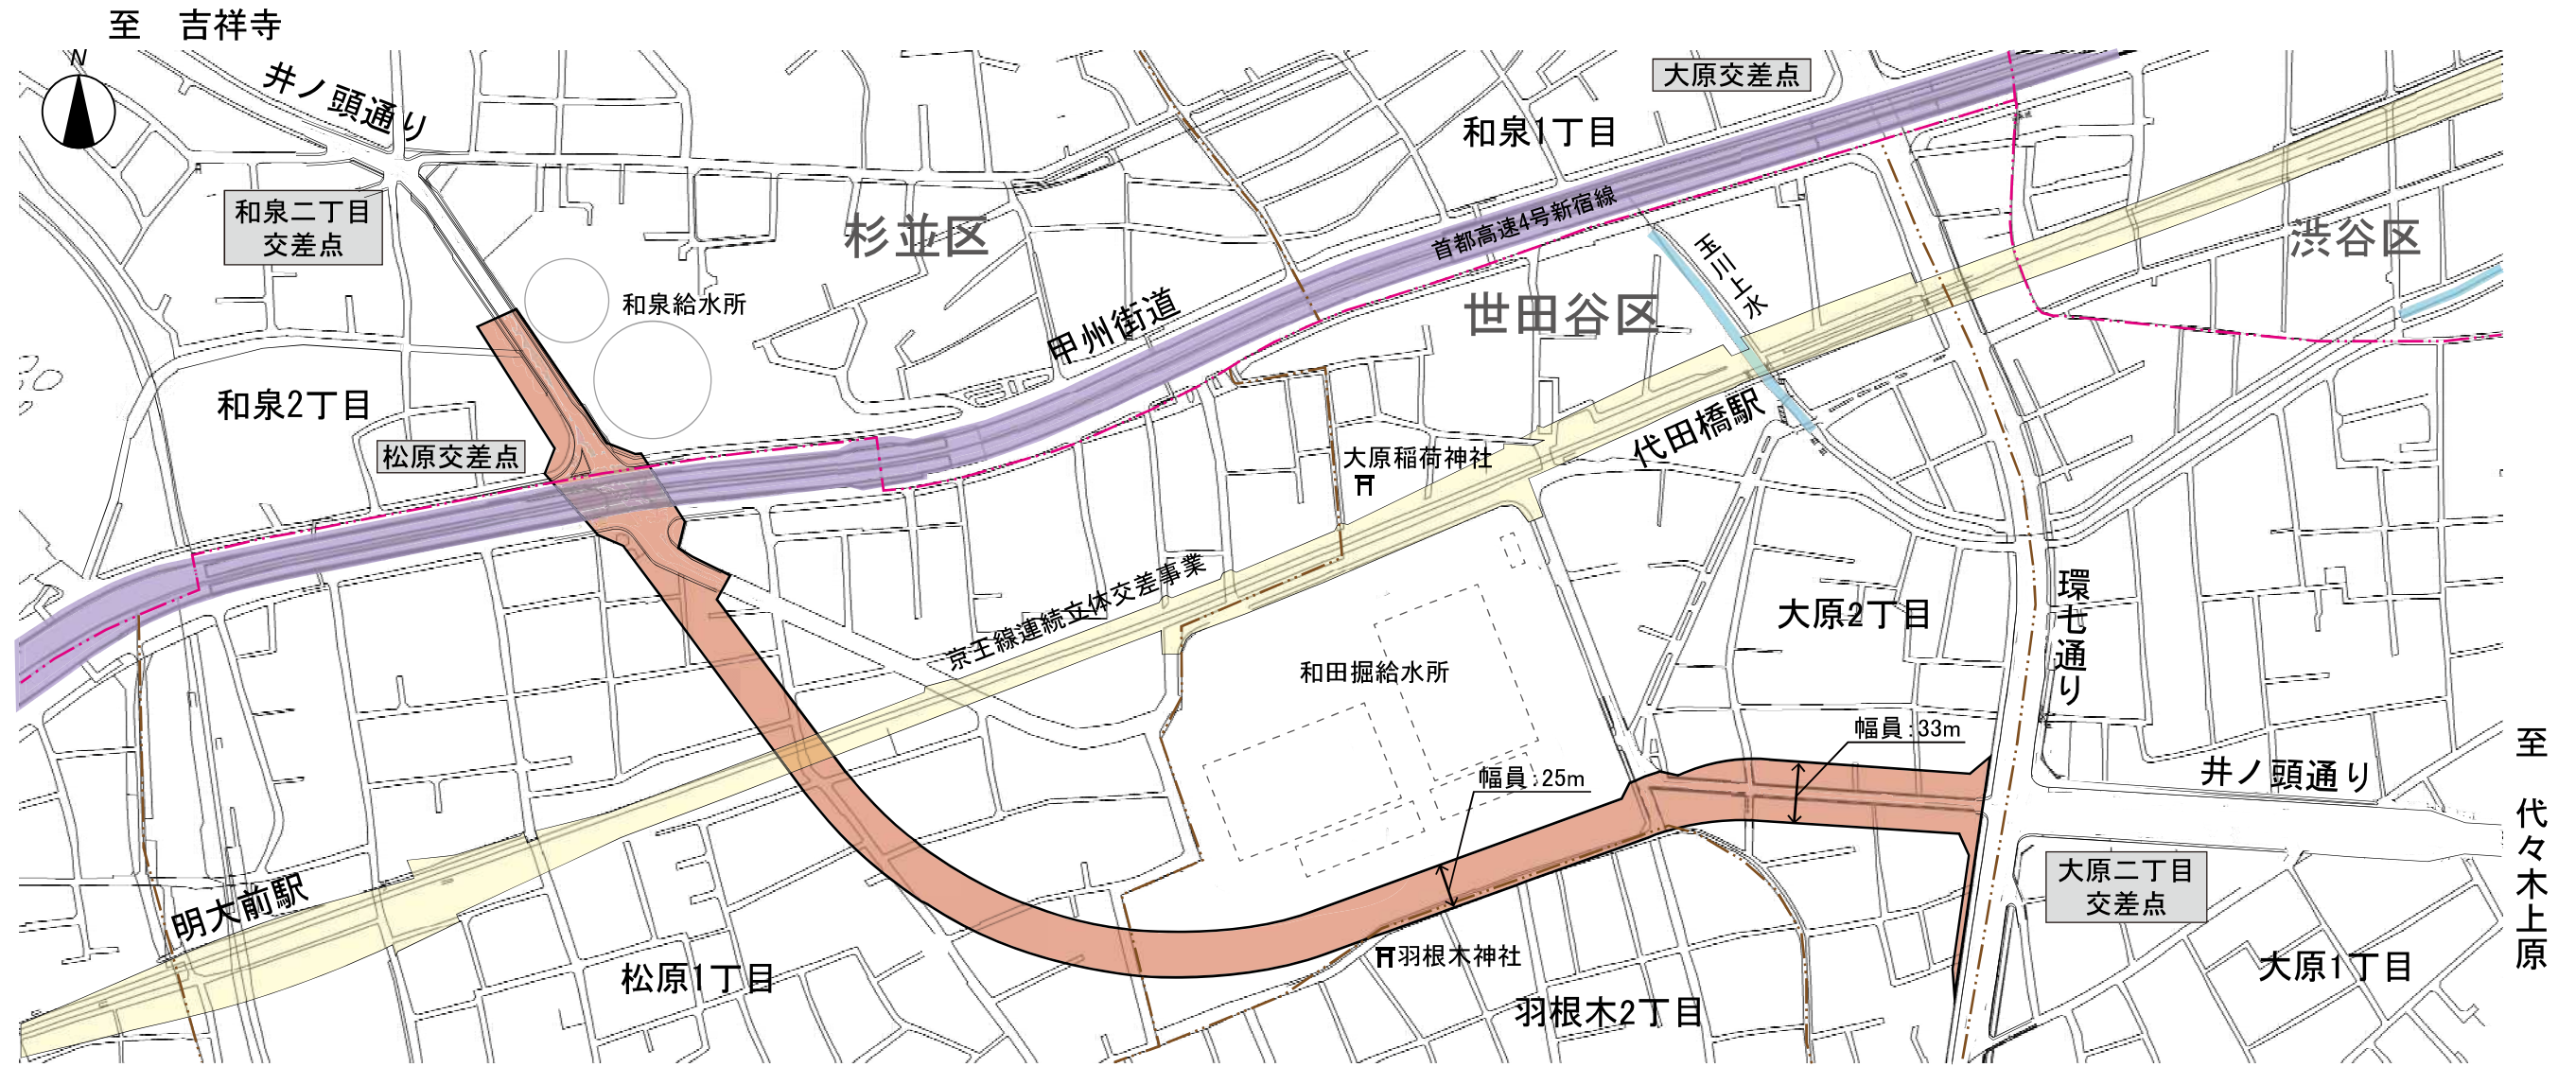 至 吉祥寺
N
井ノ頭通り
大原交差点
和泉1丁目
和泉二丁目
交差点
杉並区
首都高速4号新宿線
玉川上水
渋谷区
和泉給水所
甲州街道
世田谷区
和泉2丁目
松原交差点
代田橋駅
大原稲荷神社
京王線連続立体交差事業
大原2丁目
環七通り
和田掘給水所
幅員:33m
幅員:25m
井ノ頭通り
至 代々木上原
大原二丁目
交差点
明大前駅
松原1丁目
羽根木神社
羽根木2丁目
大原1丁目